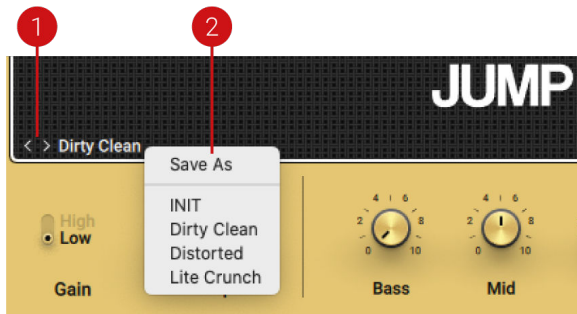 1
2
JUMP
< > Dirty Clean
Save As
INIT
Dirty Clean
Distorted
Lite Crunch
High
Low
Gain
0 2 4 6 8 10
Bass
0 2 4 6 8 10
Mid